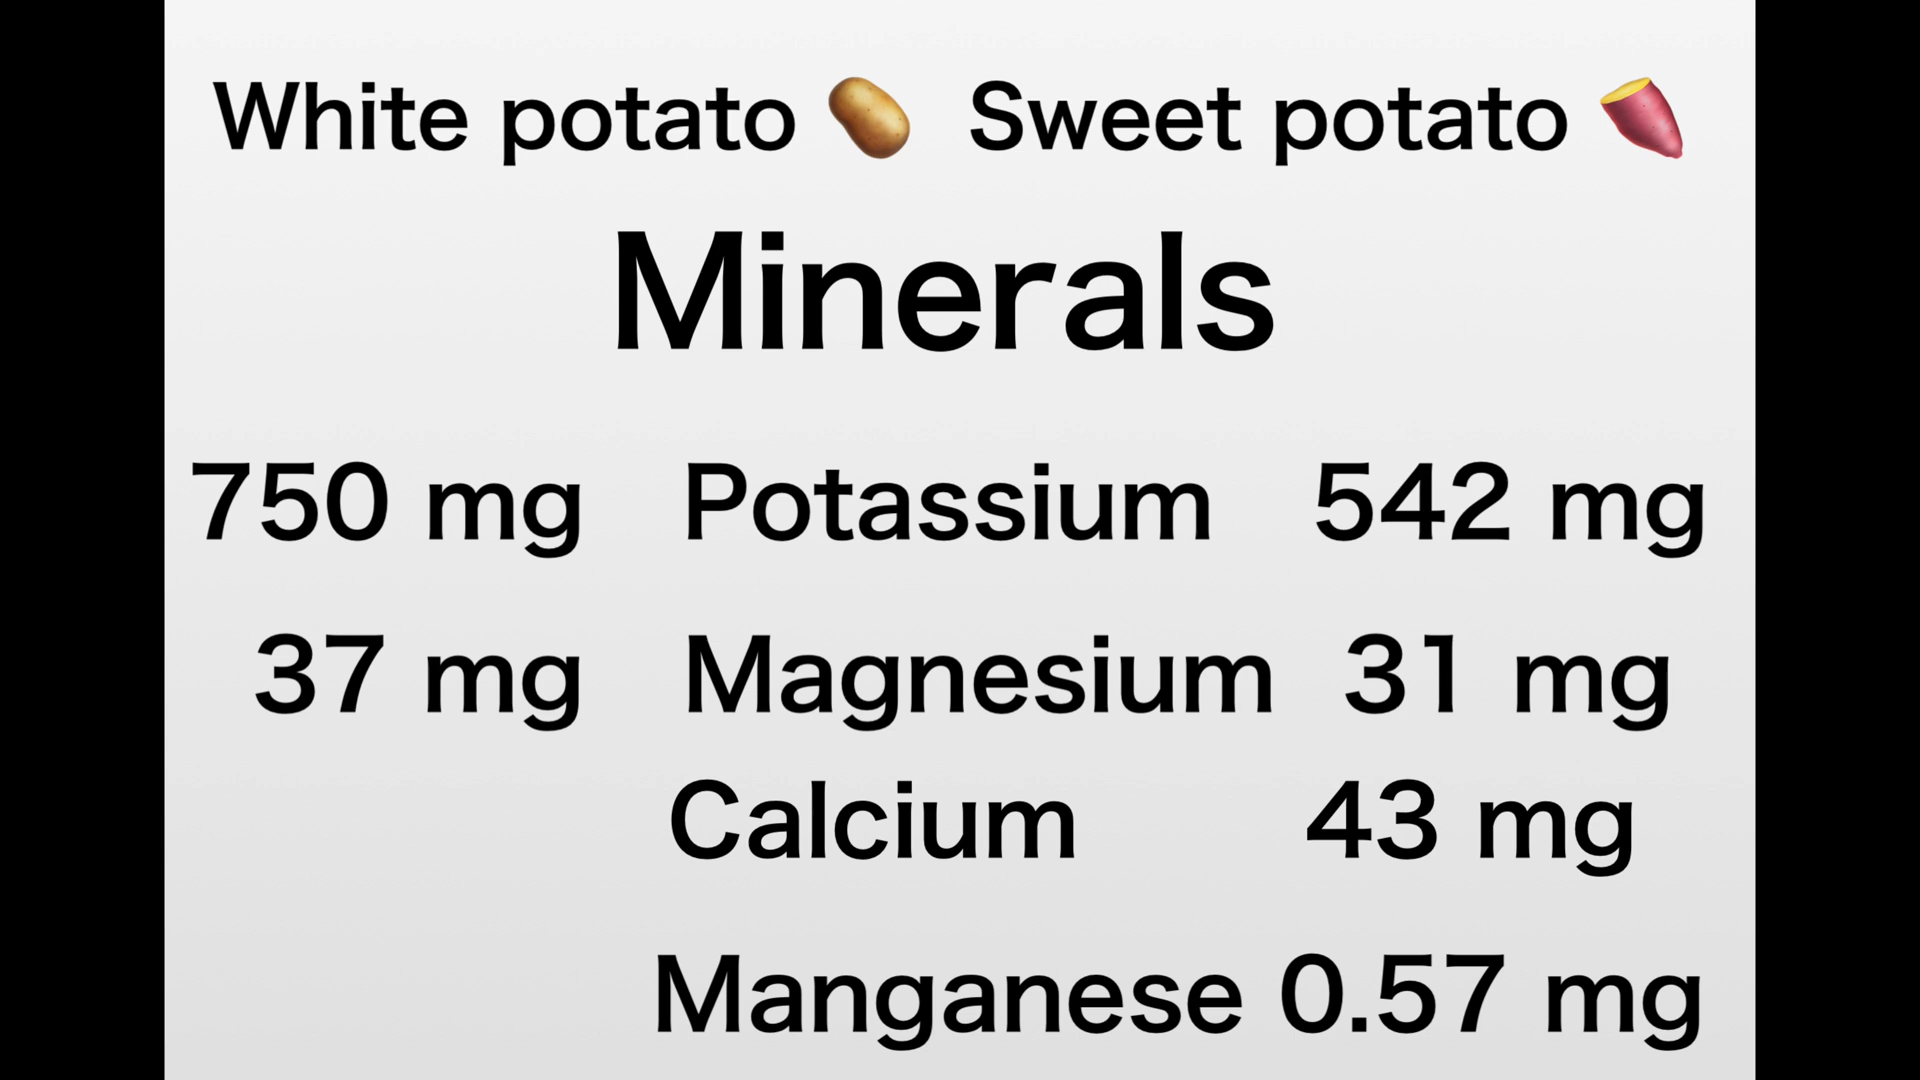 White potato 🥔 Sweet potato 🍠
Minerals
750 mg Potassium 542 mg
37 mg Magnesium 31 mg
Calcium 43 mg
Manganese 0.57 mg